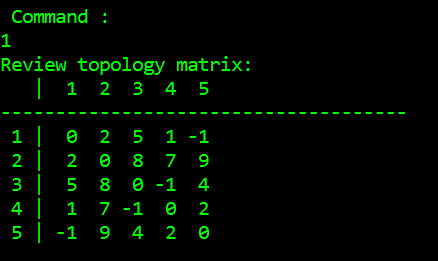 Command :
1
Review topology matrix:
| 1 2 3 4 5
---------------------------------------
1 | 0 2 5 1 -1
2 | 2 0 8 7 9
3 | 5 8 0 -1 4
4 | 1 7 -1 0 2
5 | -1 9 4 2 0